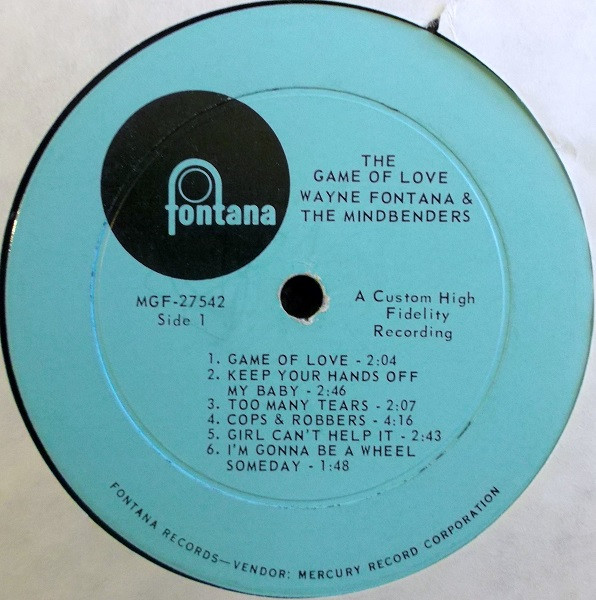 fontana
THE
GAME OF LOVE
WAYNE FONTANA &
THE MINDBENDERS
MGF-27542
Side 1
A Custom High
Fidelity
Recording
1. GAME OF LOVE - 2:04
2. KEEP YOUR HANDS OFF
MY BABY - 2:46
3. TOO MANY TEARS - 2:07
4. COPS & ROBBERS - 4:16
5. GIRL CAN'T HELP IT - 2:43
6. I'M GONNA BE A WHEEL
SOMEDAY - 1:48
FONTANA RECORDS—VENDOR: MERCURY RECORD CORPORATION